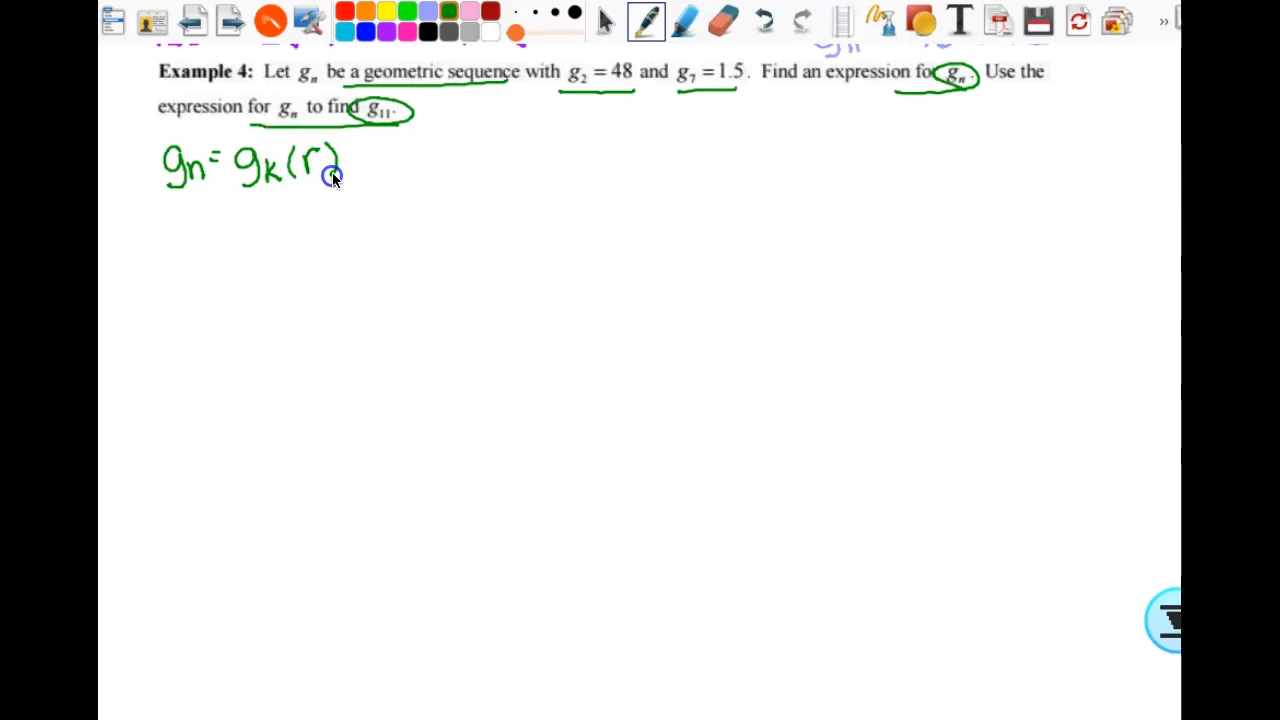 Example 4: Let gₙ be a geometric sequence with g₂ = 48 and g₇ = 1.5. Find an expression for gₙ. Use the
expression for gₙ to find g₁₁.
gₙ = gₖ(r)